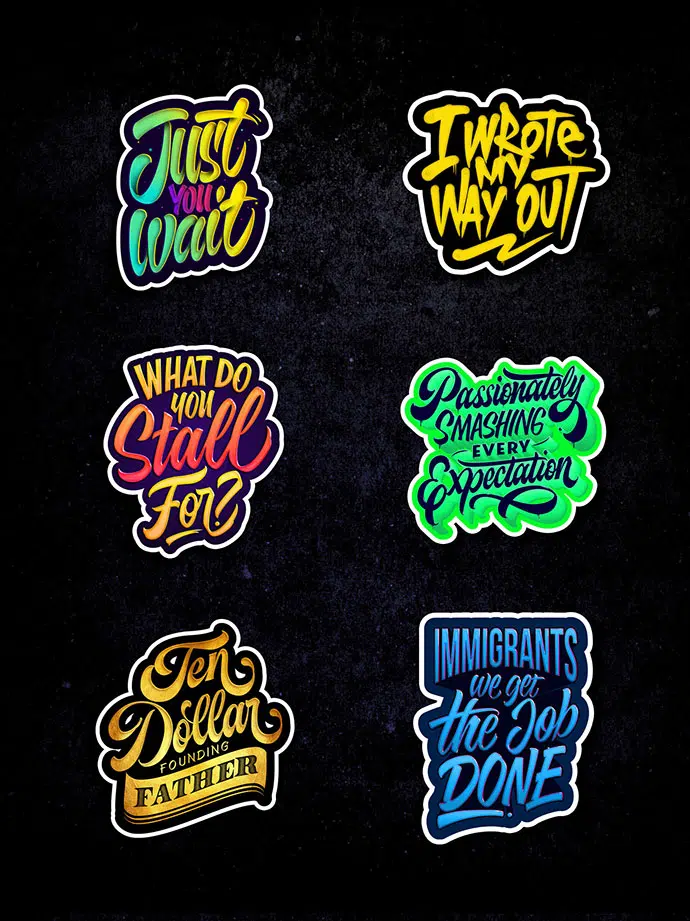 Just
you
wait
I WROTE
MY
WAY OUT
WHAT DO
you
Stall
For?
Passionately
SMASHING
EVERY
Expectation
Ten
Dollar
FOUNDING
FATHER
IMMIGRANTS
we get
the Job
DONE